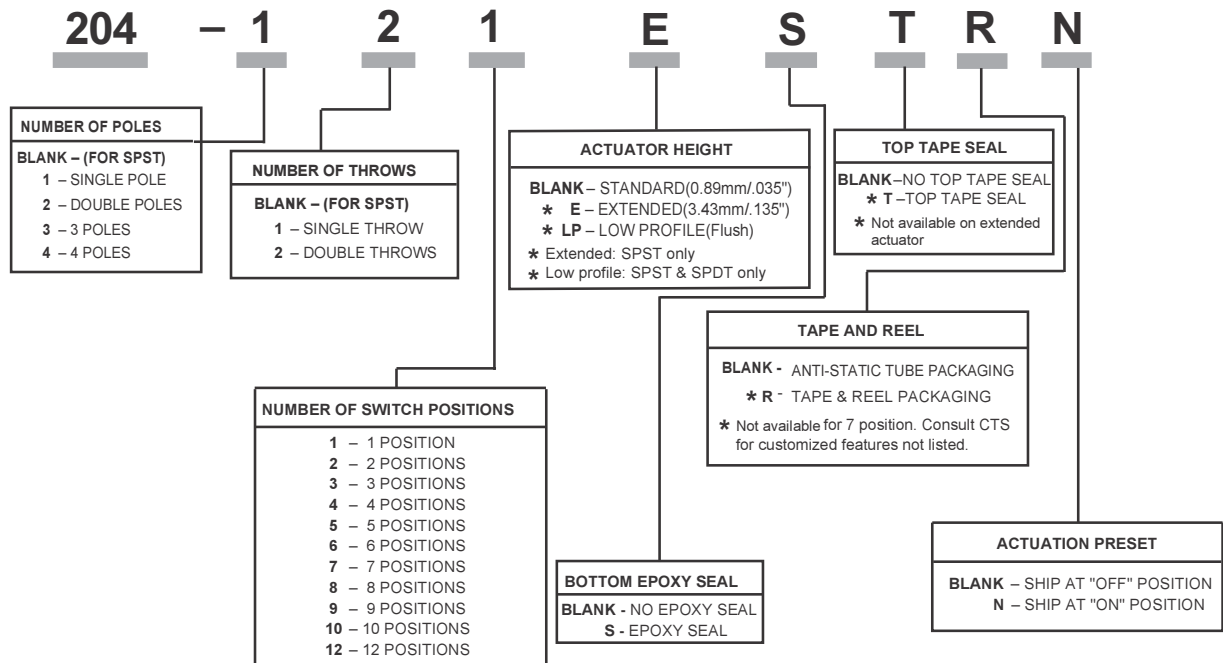 204 – 1 2 1 E S T R N
NUMBER OF POLES
BLANK – (FOR SPST)
1 – SINGLE POLE
2 – DOUBLE POLES
3 – 3 POLES
4 – 4 POLES
NUMBER OF THROWS
BLANK – (FOR SPST)
1 – SINGLE THROW
2 – DOUBLE THROWS
ACTUATOR HEIGHT
BLANK – STANDARD(0.89mm/.035")
* E – EXTENDED(3.43mm/.135")
* LP – LOW PROFILE(Flush)
* Extended: SPST only
* Low profile: SPST & SPDT only
TOP TAPE SEAL
BLANK–NO TOP TAPE SEAL
* T –TOP TAPE SEAL
* Not available on extended
actuator
TAPE AND REEL
BLANK - ANTI-STATIC TUBE PACKAGING
* R - TAPE & REEL PACKAGING
* Not available for 7 position. Consult CTS
for customized features not listed.
NUMBER OF SWITCH POSITIONS
1 – 1 POSITION
2 – 2 POSITIONS
3 – 3 POSITIONS
4 – 4 POSITIONS
5 – 5 POSITIONS
6 – 6 POSITIONS
7 – 7 POSITIONS
8 – 8 POSITIONS
9 – 9 POSITIONS
10 – 10 POSITIONS
12 – 12 POSITIONS
BOTTOM EPOXY SEAL
BLANK - NO EPOXY SEAL
S - EPOXY SEAL
ACTUATION PRESET
BLANK – SHIP AT "OFF" POSITION
N – SHIP AT "ON" POSITION